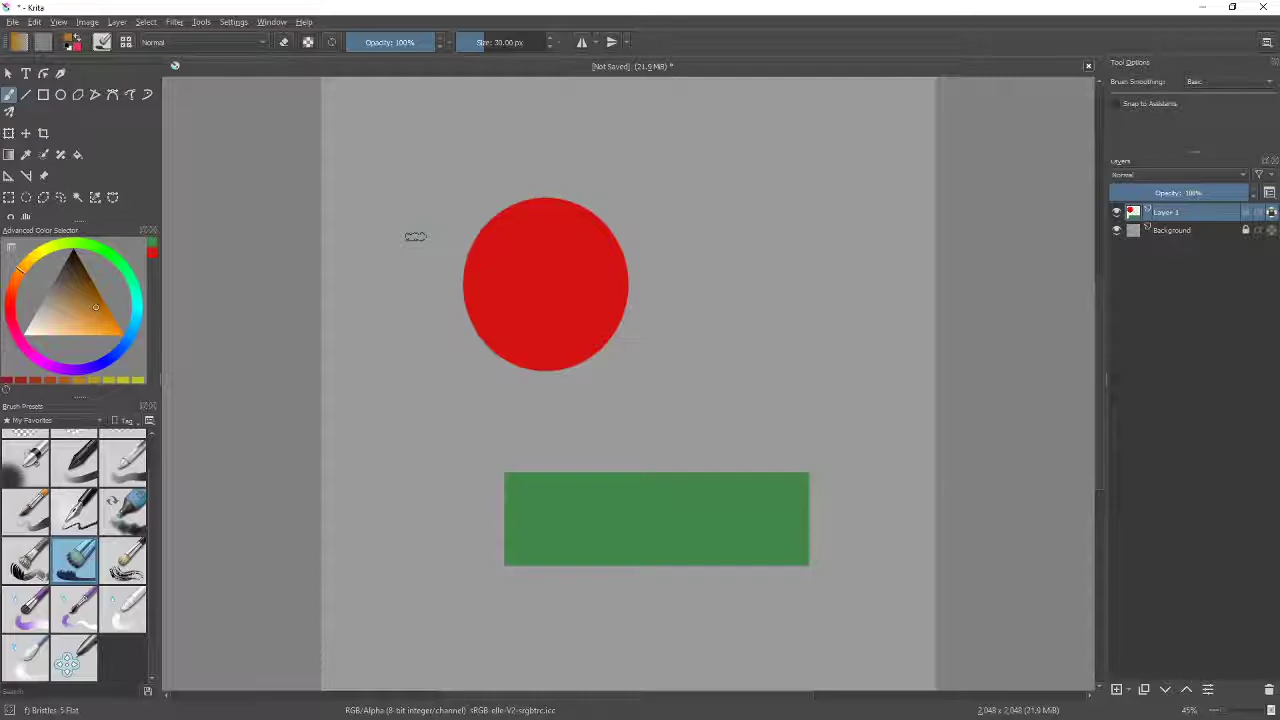 * - Krita
File Edit View Image Layer Select Filter Tools Settings Window Help
Normal Opacity: 100% Size: 30.00 px
[Not Saved] (21.9 MiB) *
Tool Options
Brush Smoothing: Basic
Snap to Assistants
Layers
Normal
Opacity: 100%
Layer 1
Background
Advanced Color Selector
Brush Presets
★ My Favorites Tag
Search
f) Bristles-5 Flat RGB/Alpha (8-bit integer/channel) sRGB-elle-V2-srgbtrc.icc 2,048 x 2,048 (21.9 MiB) 45%